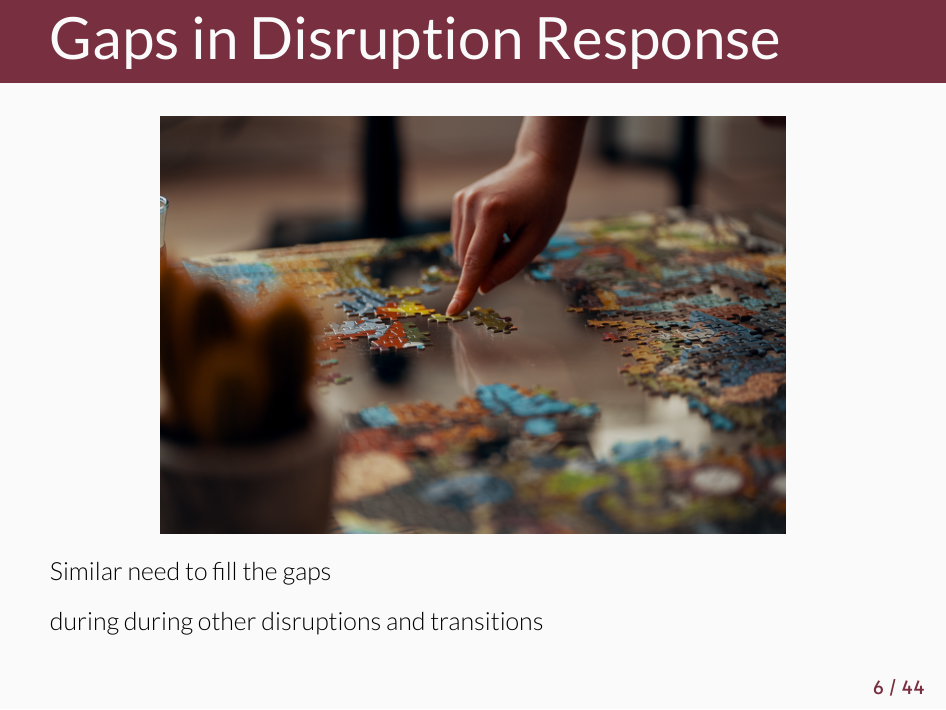 Gaps in Disruption Response
Similar need to fill the gaps
during during other disruptions and transitions
6 / 44